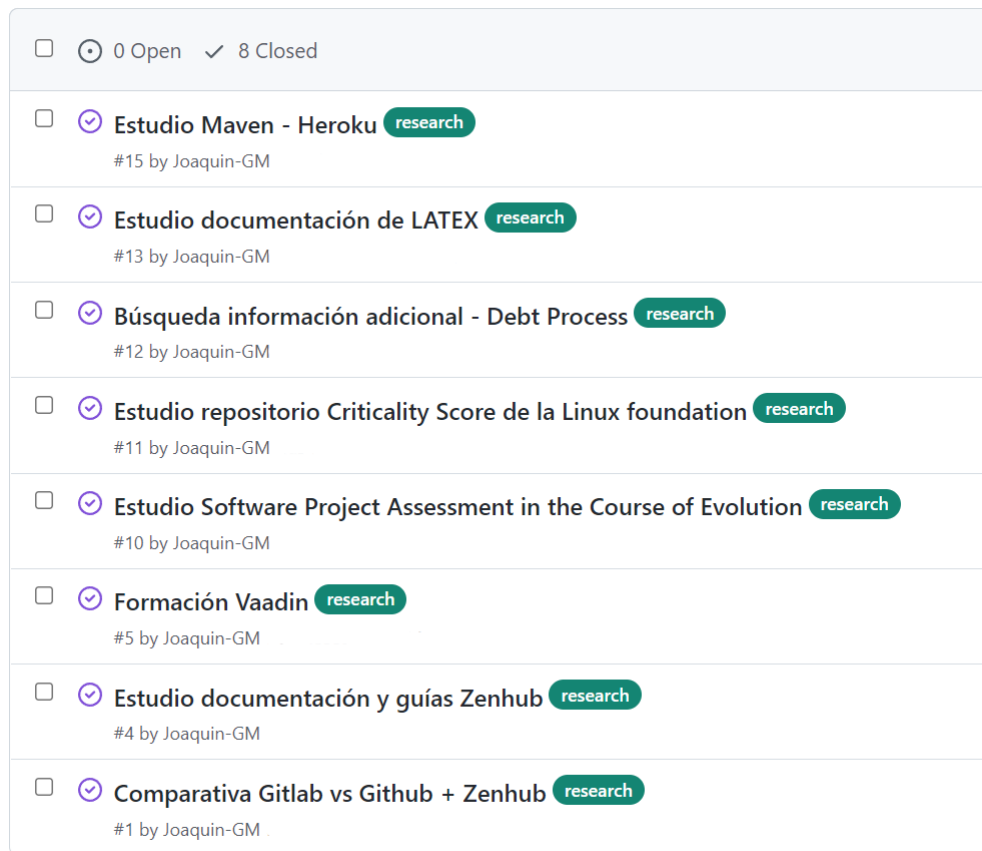 0 Open 8 Closed
Estudio Maven - Heroku research
#15 by Joaquin-GM
Estudio documentación de LATEX research
#13 by Joaquin-GM
Búsqueda información adicional - Debt Process research
#12 by Joaquin-GM
Estudio repositorio Criticality Score de la Linux foundation research
#11 by Joaquin-GM
Estudio Software Project Assessment in the Course of Evolution research
#10 by Joaquin-GM
Formación Vaadin research
#5 by Joaquin-GM
Estudio documentación y guías Zenhub research
#4 by Joaquin-GM
Comparativa Gitlab vs Github + Zenhub research
#1 by Joaquin-GM